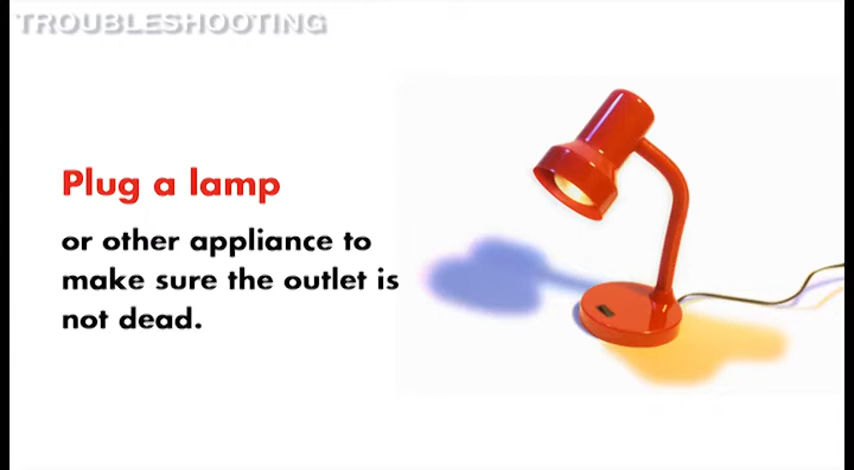 TROUBLESHOOTING
Plug a lamp
or other appliance to
make sure the outlet is
not dead.